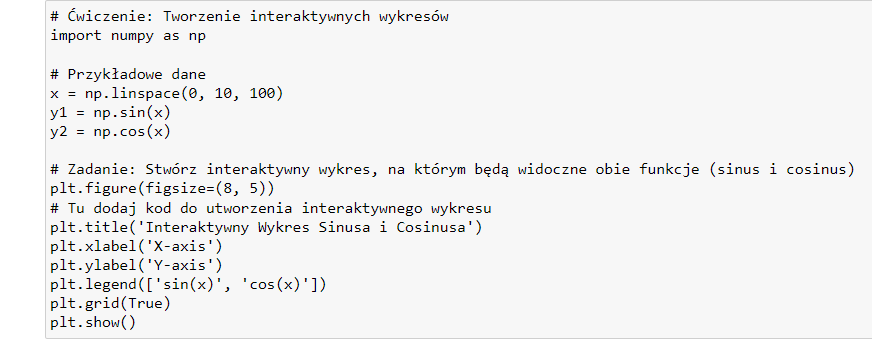 # Ćwiczenie: Tworzenie interaktywnych wykresów
import numpy as np
# Przykładowe dane
x = np.linspace(0, 10, 100)
y1 = np.sin(x)
y2 = np.cos(x)
# Zadanie: Stwórz interaktywny wykres, na którym będą widoczne obie funkcje (sinus i cosinus)
plt.figure(figsize=(8, 5))
# Tu dodaj kod do utworzenia interaktywnego wykresu
plt.title('Interaktywny Wykres Sinusa i Cosinusa')
plt.xlabel('X-axis')
plt.ylabel('Y-axis')
plt.legend(['sin(x)', 'cos(x)'])
plt.grid(True)
plt.show()